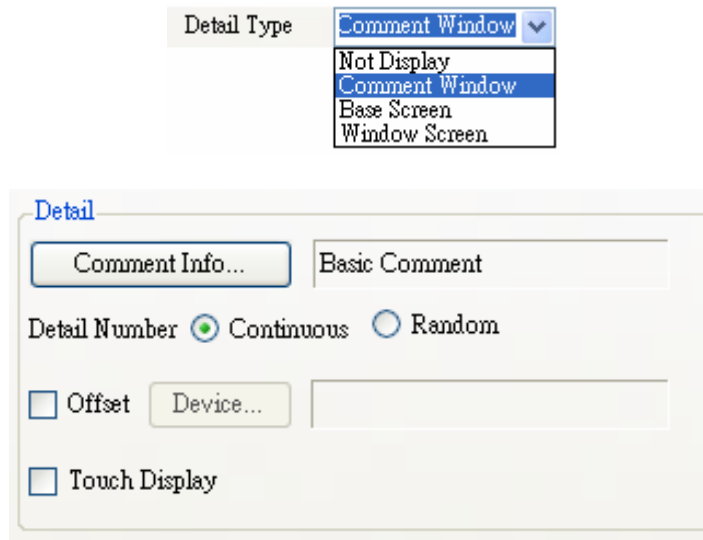 Detail Type Comment Window
Not Display
Comment Window
Base Screen
Window Screen
Detail
Comment Info... Basic Comment
Detail Number Continuous Random
Offset Device...
Touch Display